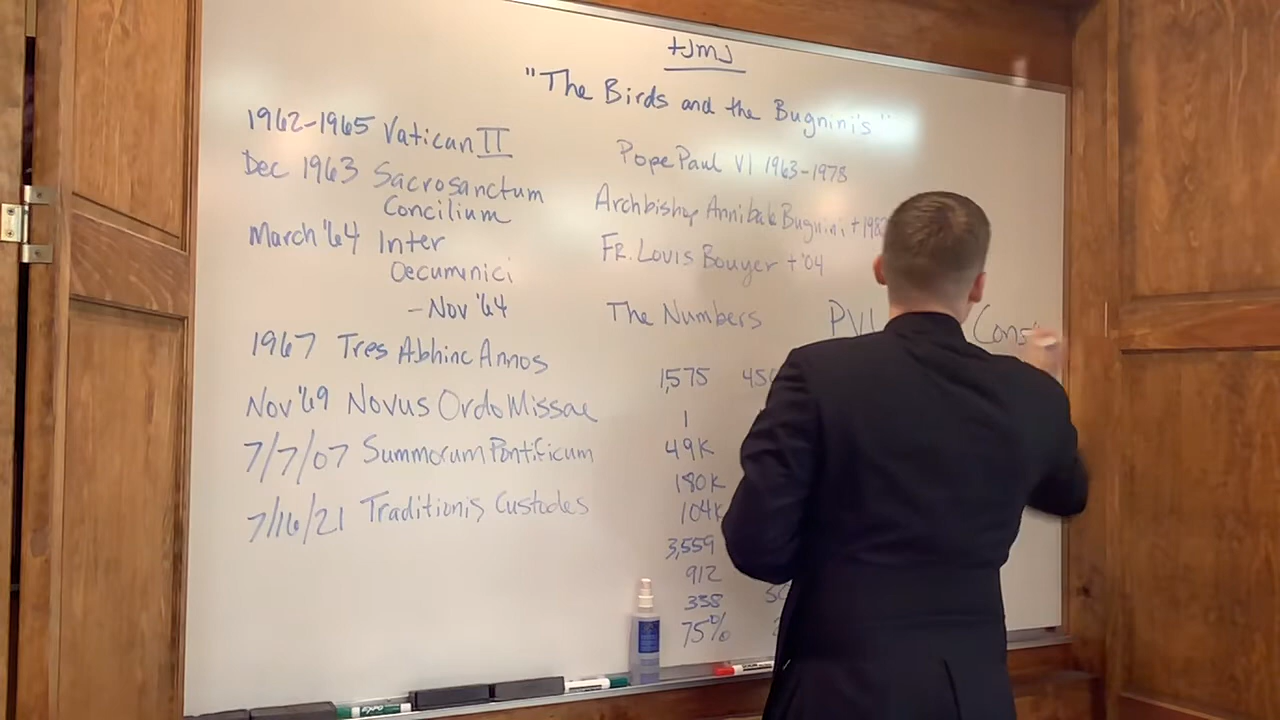 +JMJ
"The Birds and the Bugnini's"
1962-1965 Vatican II
Dec 1963 Sacrosanctum
Concilium
March '64 Inter
Oecumenici
- Nov '64
1967 Tres Abhinc Annos
Nov '69 Novus Ordo Missae
7/7/07 Summorum Pontificum
7/16/21 Traditionis Custodes
Pope Paul VI 1963-1978
Archbishop Annibale Bugnini +198
Fr. Louis Bouyer + '04
The Numbers
PVI Cons
1,575 45
1
49K
180K
104K
3,559
912
338
75%
EXPO